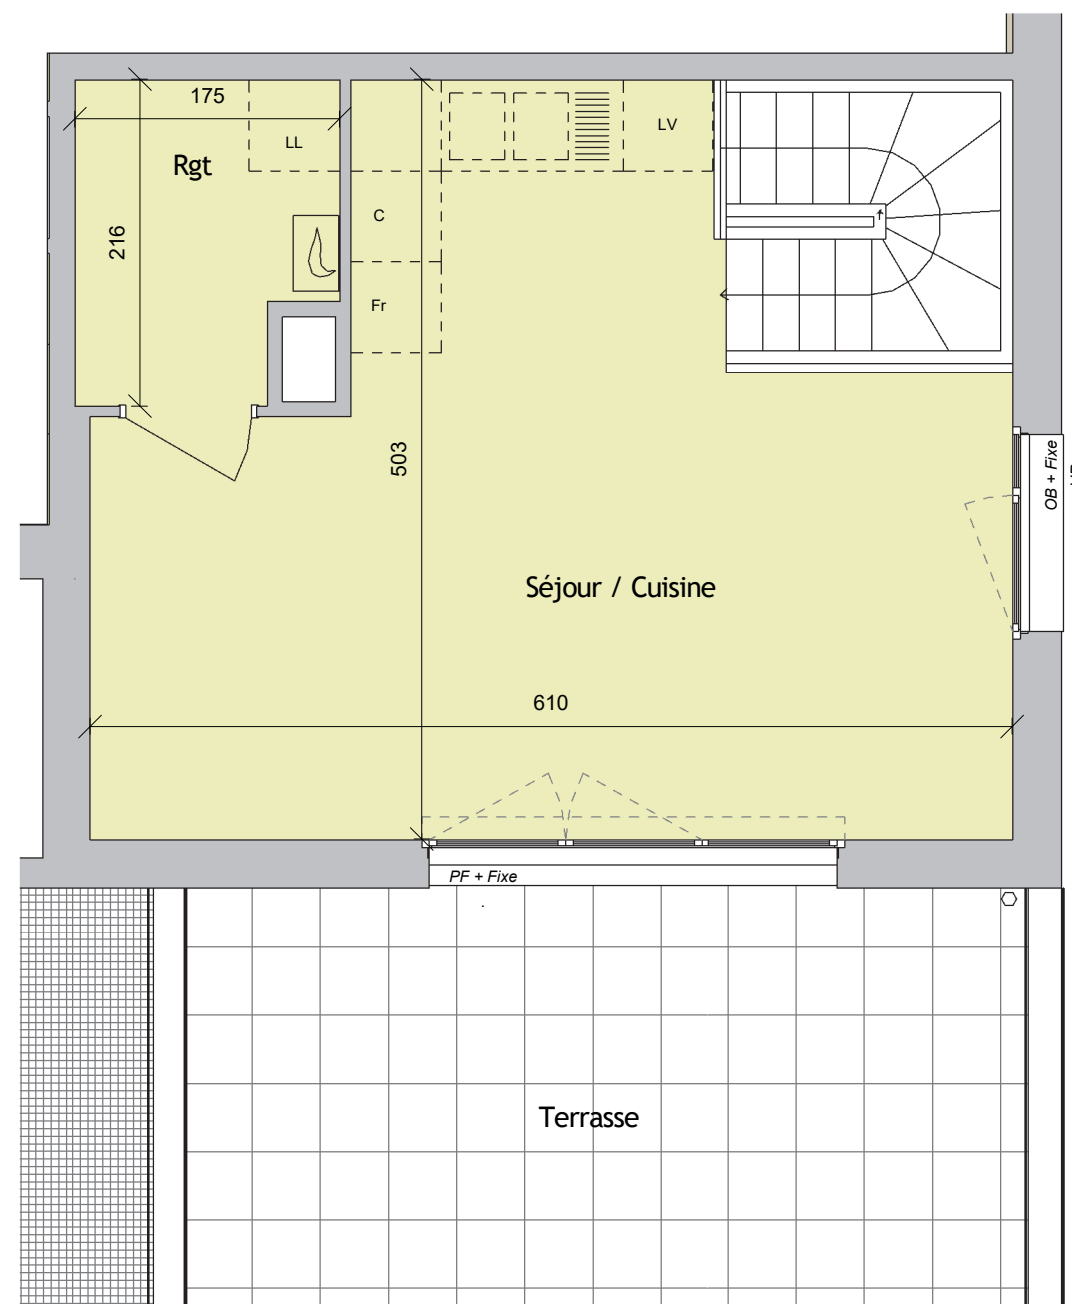 175
LL
LV
Rgt
C
216
Fr
503
OB + Fixe
Séjour / Cuisine
610
PF + Fixe
Terrasse